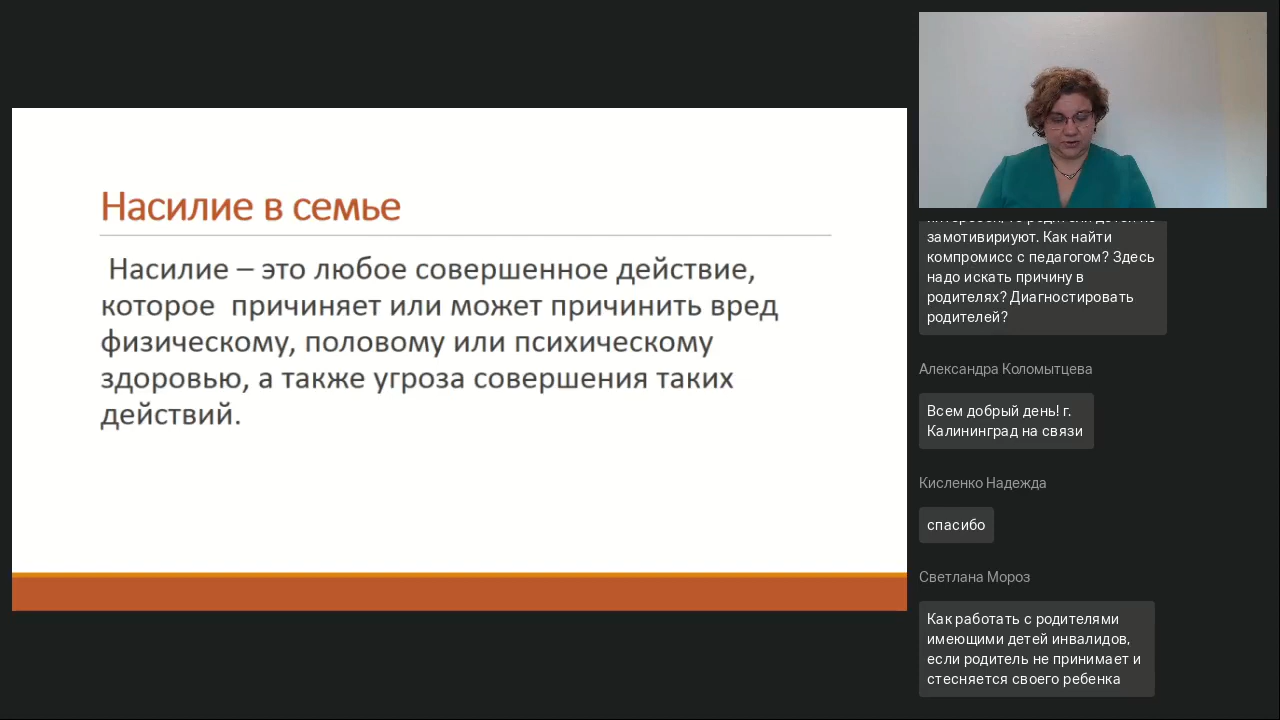 Насилие в семье
Насилие – это любое совершенное действие,
которое причиняет или может причинить вред
физическому, половому или психическому
здоровью, а также угроза совершения таких
действий.
замотивириуют. Как найти
компромисс с педагогом? Здесь
надо искать причину в
родителях? Диагностировать
родителей?
Александра Коломытцева
Всем добрый день! г.
Калининград на связи
Кисленко Надежда
спасибо
Светлана Мороз
Как работать с родителями
имеющими детей инвалидов,
если родитель не принимает и
стесняется своего ребенка